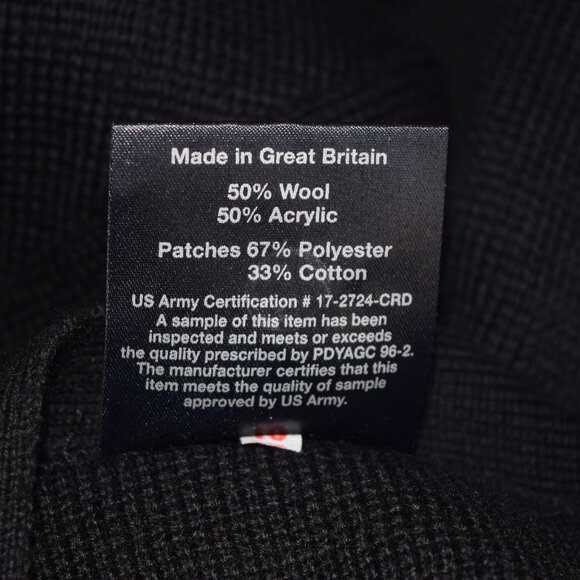 Made in Great Britain
50% Wool
50% Acrylic
Patches 67% Polyester
33% Cotton
US Army Certification # 17-2724-CRD
A sample of this item has been
inspected and meets or exceeds
the quality prescribed by PDYAGC 96-2.
The manufacturer certifies that this
item meets the quality of sample
approved by US Army.